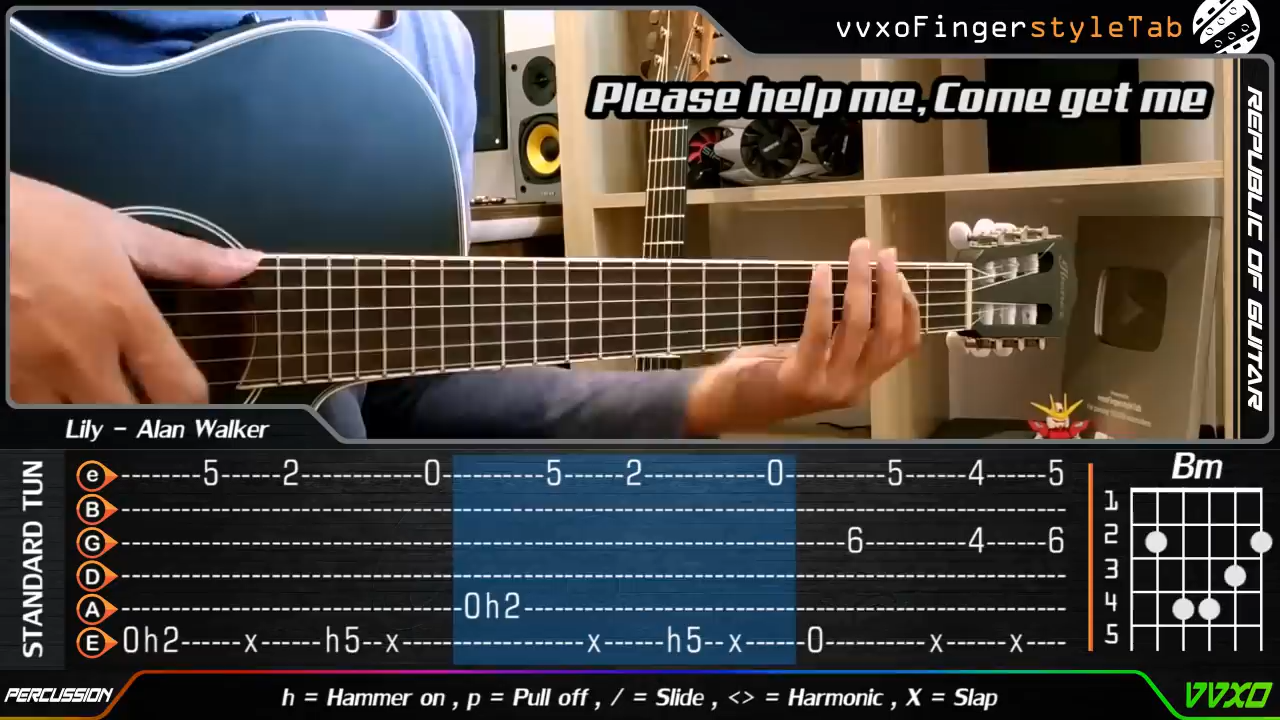 vvxoFingerstyleTab
Please help me, Come get me
REPUBLIC OF GUITAR
Lily - Alan Walker
STANDARD TUN
e ------5----2--------0-------5----2--------0-------5----4----5
B
G 6----4----6
D
A -0h2-
E 0h2-----x-----h5--x-----------x-----h5--x-----0--------x-----x----
Bm
1
2
3
4
5
PERCUSSION
h = Hammer on , p = Pull off , / = Slide , <> = Harmonic , X = Slap
VVXO